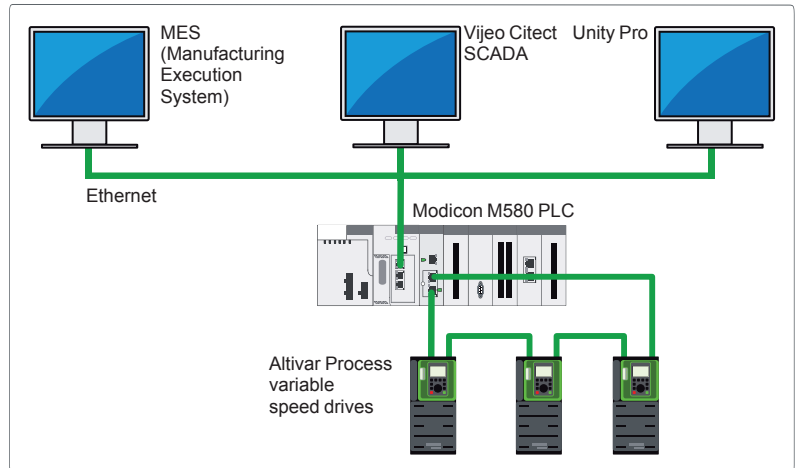 MES
(Manufacturing
Execution
System)
Vijeo Citect
SCADA
Unity Pro
Ethernet
Modicon M580 PLC
Altivar Process
variable
speed drives